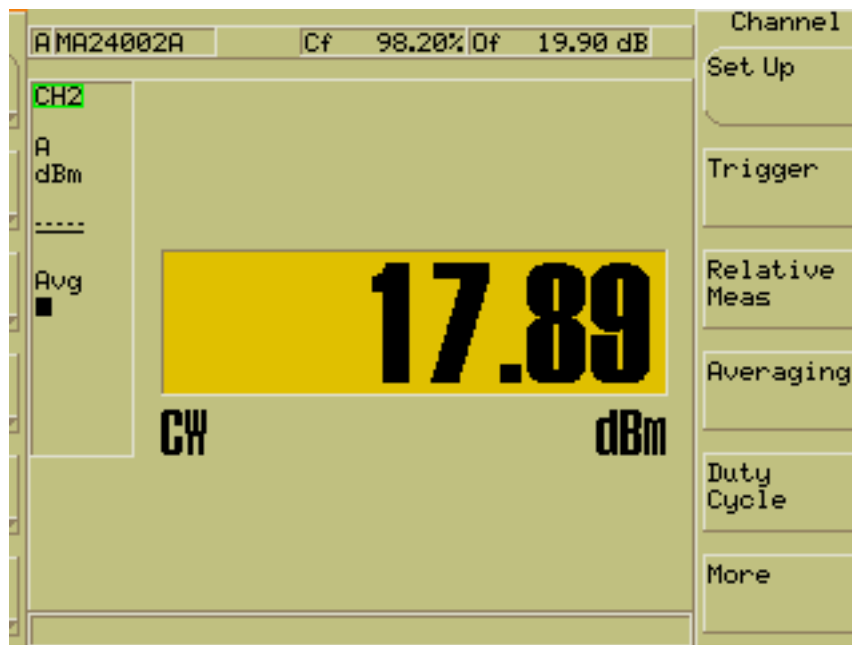 A MA24002A Cf 98.20% Of 19.90 dB
CH2
A
dBm
-----
Avg
17.89
CW dBm
Channel
Set Up
Trigger
Relative
Meas
Averaging
Duty
Cycle
More